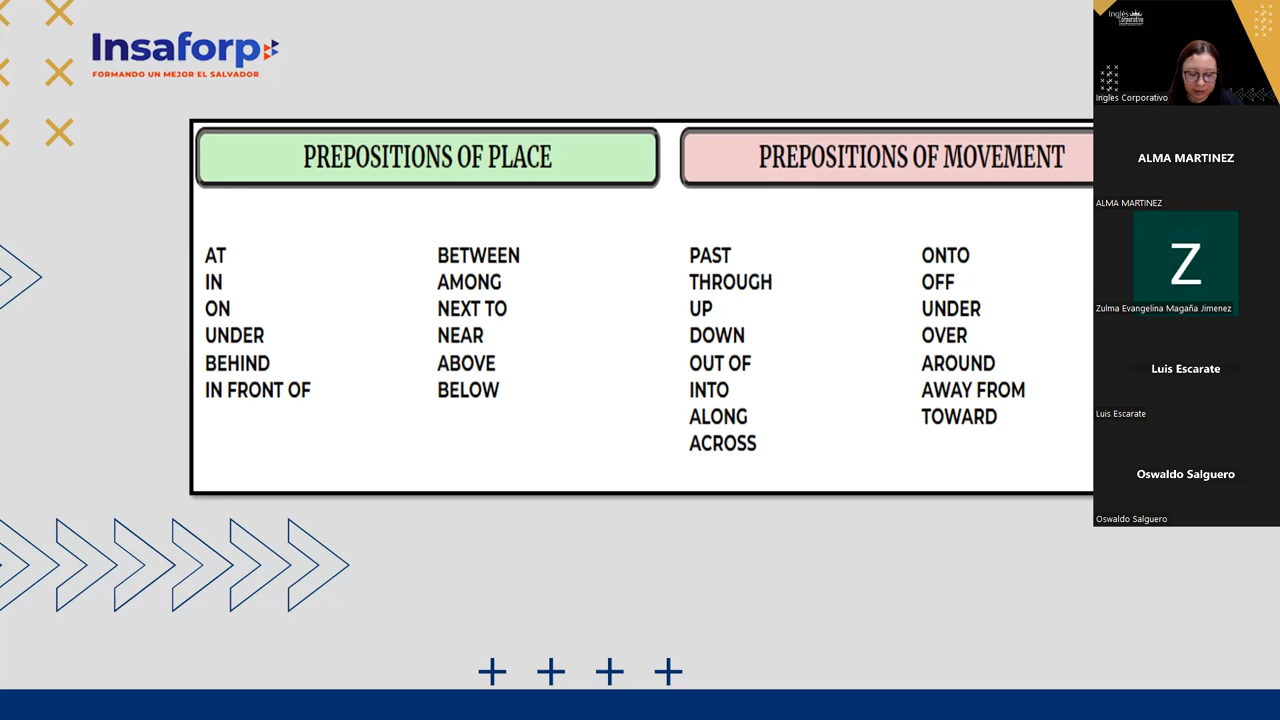 Insaforp
FORMANDO UN MEJOR EL SALVADOR
PREPOSITIONS OF PLACE
AT
IN
ON
UNDER
BEHIND
IN FRONT OF
BETWEEN
AMONG
NEXT TO
NEAR
ABOVE
BELOW
PREPOSITIONS OF MOVEMENT
PAST
THROUGH
UP
DOWN
OUT OF
INTO
ALONG
ACROSS
ONTO
OFF
UNDER
OVER
AROUND
AWAY FROM
TOWARD
Inglés
Corporativo
Ingles Corporativo
ALMA MARTINEZ
ALMA MARTINEZ
Z
Zulma Evangelina Magaña Jimenez
Luis Escarate
Luis Escarate
Oswaldo Salguero
Oswaldo Salguero